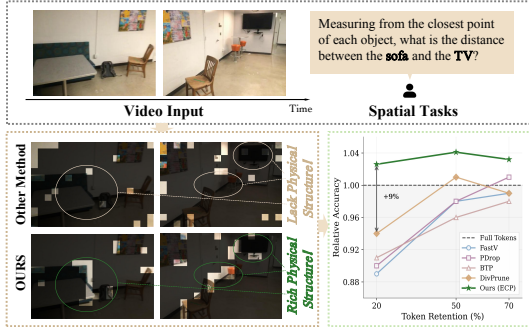 Measuring from the closest point
of each object, what is the distance
between the sofa and the TV?
Time
Video Input
Spatial Tasks
Other Method
Lack Physical
Structure!
OURS
Rich Physical
Structure!
Relative Accuracy
1.04
1.00
0.96
0.92
0.88
+9%
Full Tokens
FastV
PDrop
BTP
DivPrune
Ours (ECP)
20
50
70
Token Retention (%)